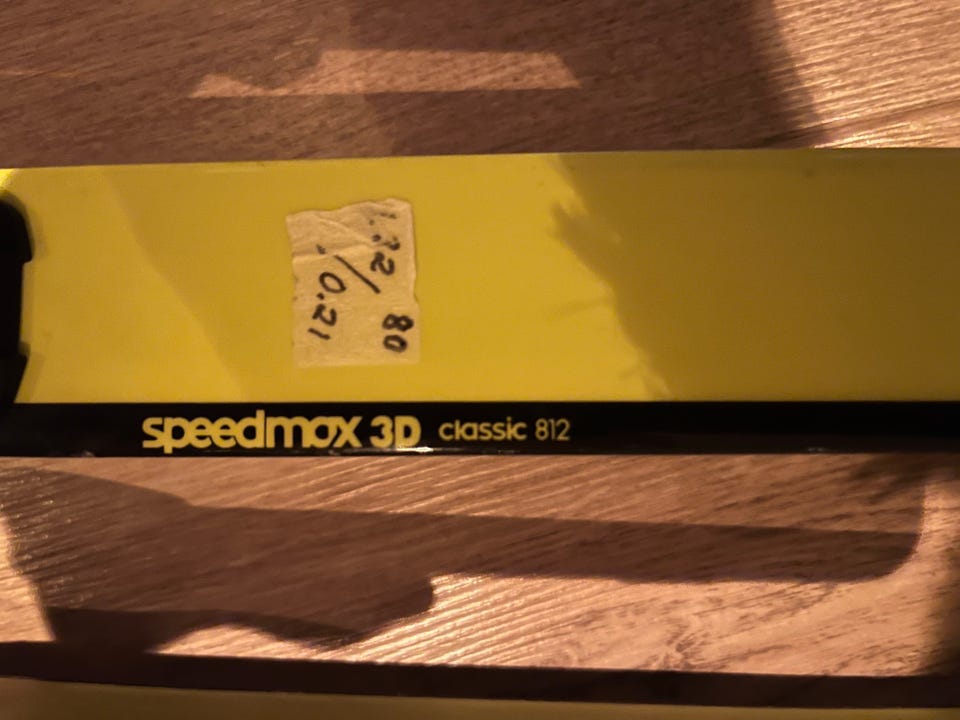 1.32 80
/0.21
speedmax 3D classic 812